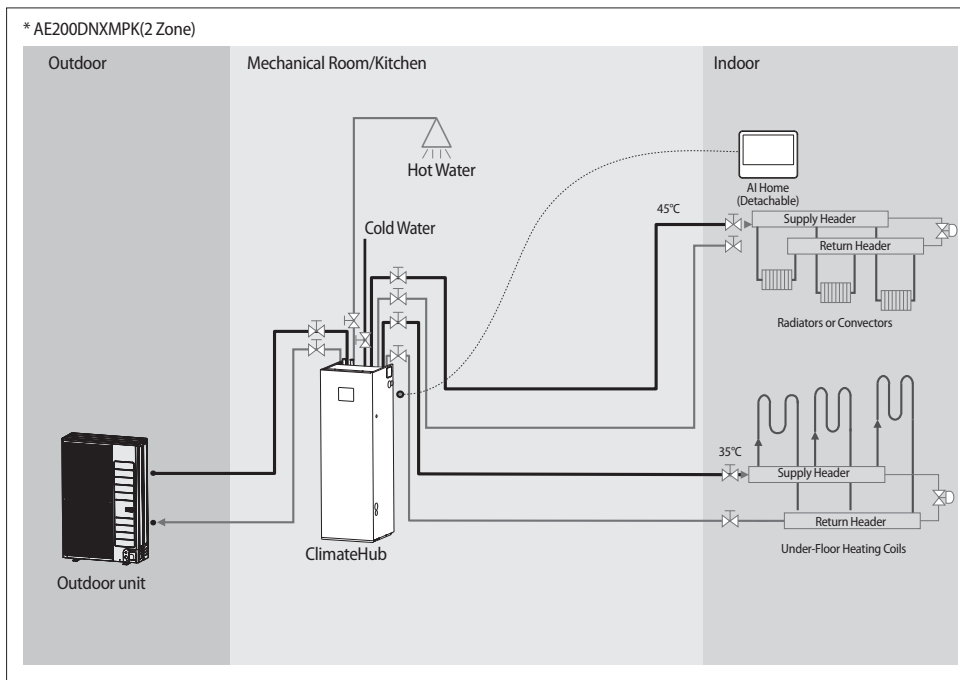 * AE200DNXMPK(2 Zone)
Outdoor
Mechanical Room/Kitchen
Indoor
Hot Water
AI Home
(Detachable)
Cold Water
45°C
Supply Header
Return Header
Radiators or Convectors
35°C
Supply Header
Return Header
Under-Floor Heating Coils
ClimateHub
Outdoor unit